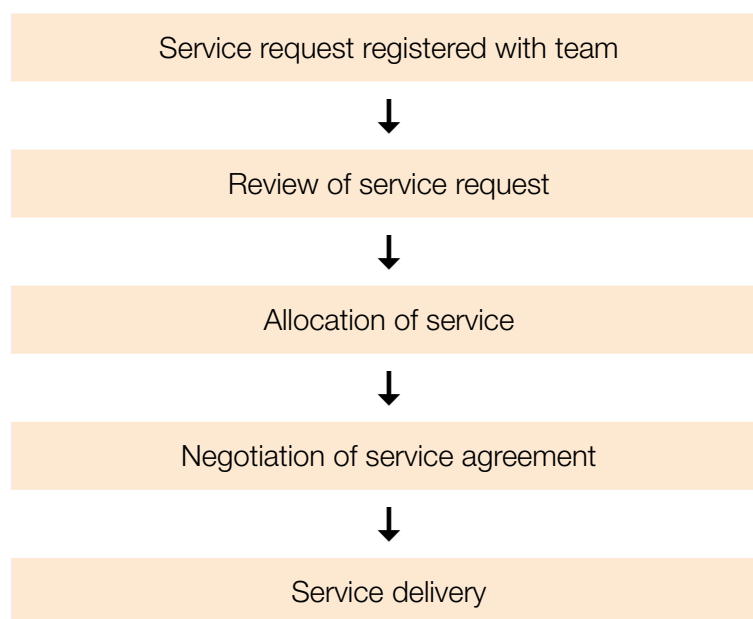 Service request registered with team
Review of service request
Allocation of service
Negotiation of service agreement
Service delivery